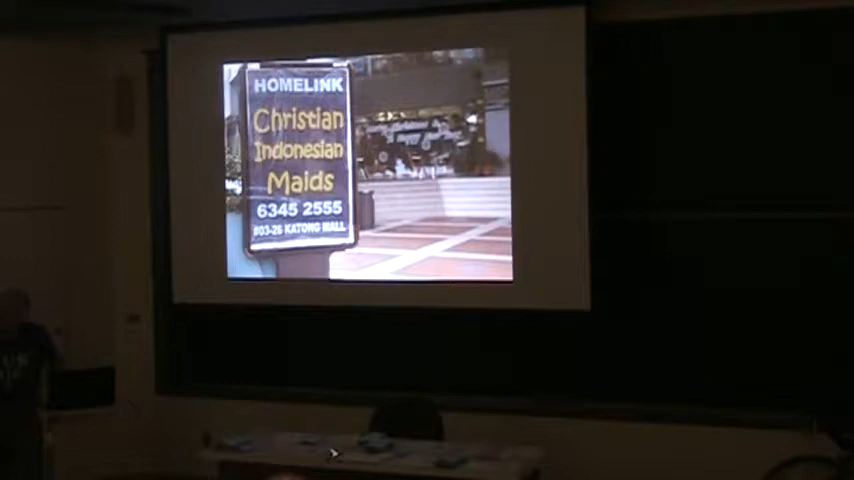 HOMELINK
Christian
Indonesian
Maids
6345 2555
#03-26 KATONG MALL